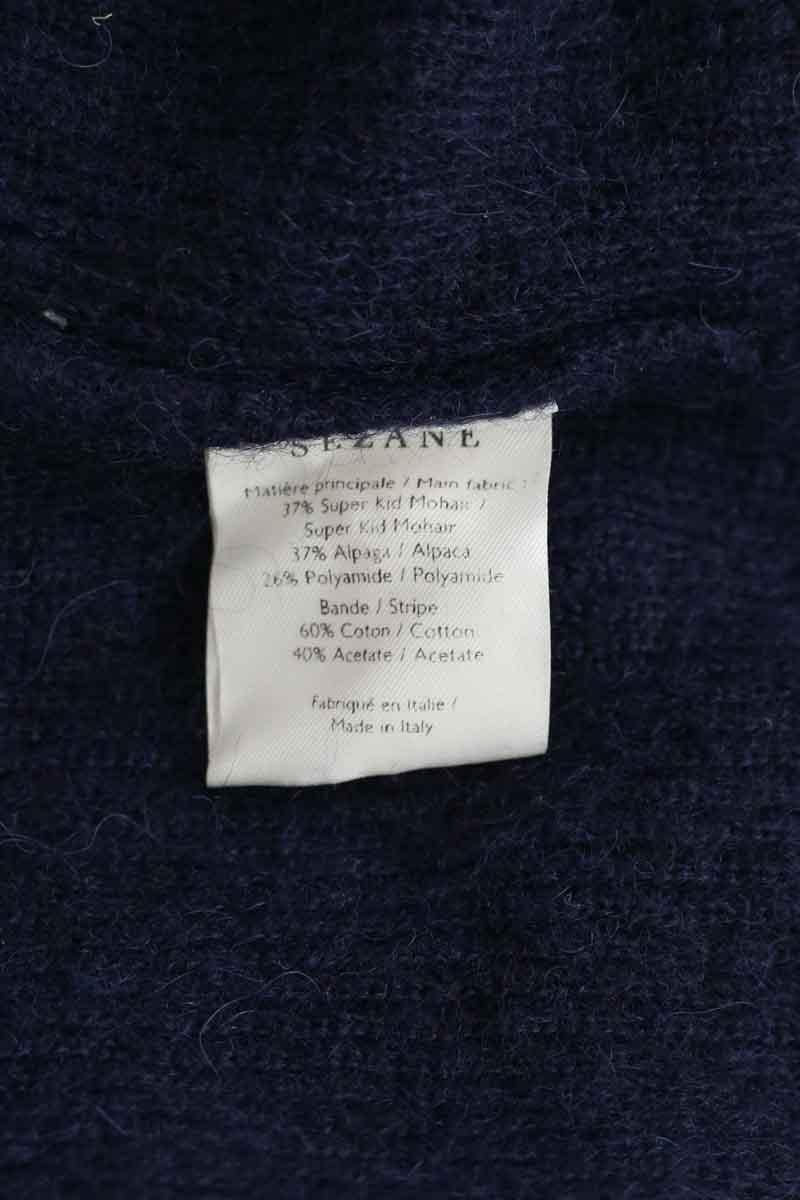 SÉZANE
Matière principale / Main fabric :
37% Super Kid Mohair /
Super Kid Mohair
37% Alpaga / Alpaca
26% Polyamide / Polyamide
Bande / Stripe
60% Coton / Cotton
40% Acetate / Acetate
Fabriqué en Italie /
Made in Italy